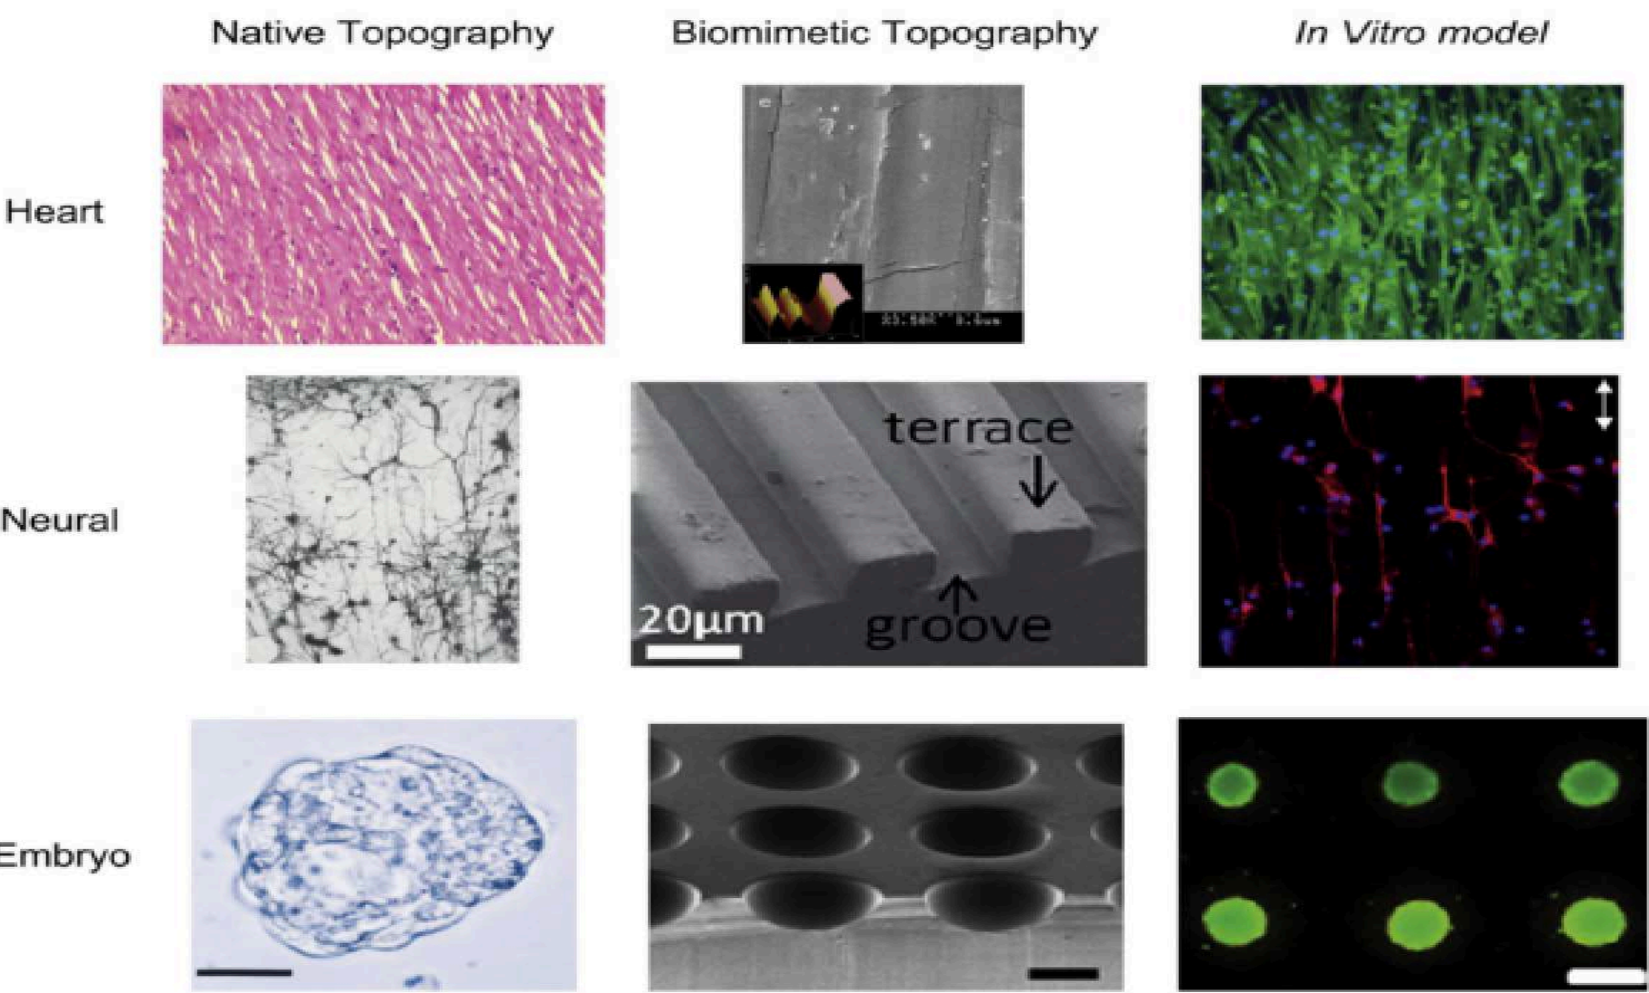 Native Topography
Biomimetic Topography
In Vitro model
Heart
e
Neural
terrace
groove
20µm
Embryo